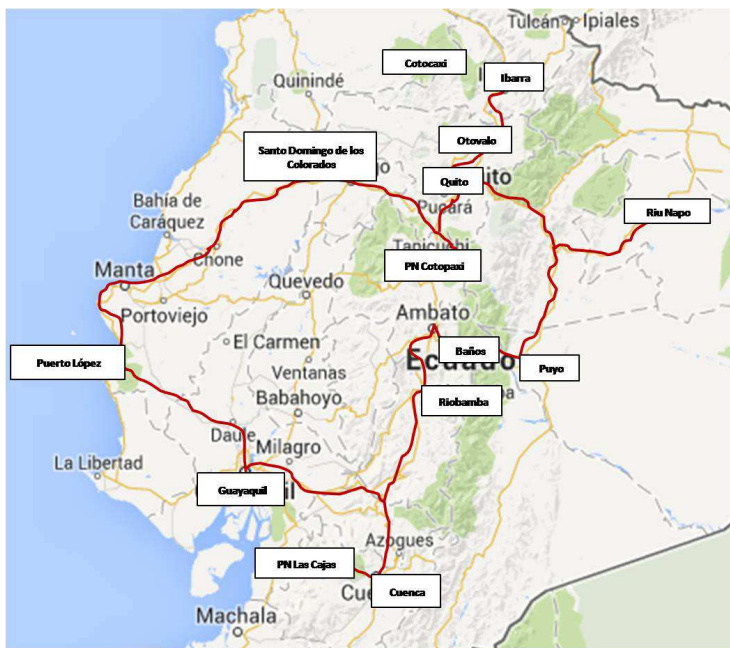 Tulcán
Ipiales
Cotocaxi
Ibarra
Quinindé
Otovalo
Santo Domingo de los
Colorados
Quito
Pucará
Bahía de
Caráquez
Riu Napo
Chone
Tanicuchi
PN Cotopaxi
Manta
Quevedo
Portoviejo
Ambato
El Carmen
Baños
Puerto López
Ventanas
Puyo
Babahoyo
Riobamba
Daule
Milagro
La Libertad
Guayaquil
Azogues
PN Las Cajas
Cuenca
Machala